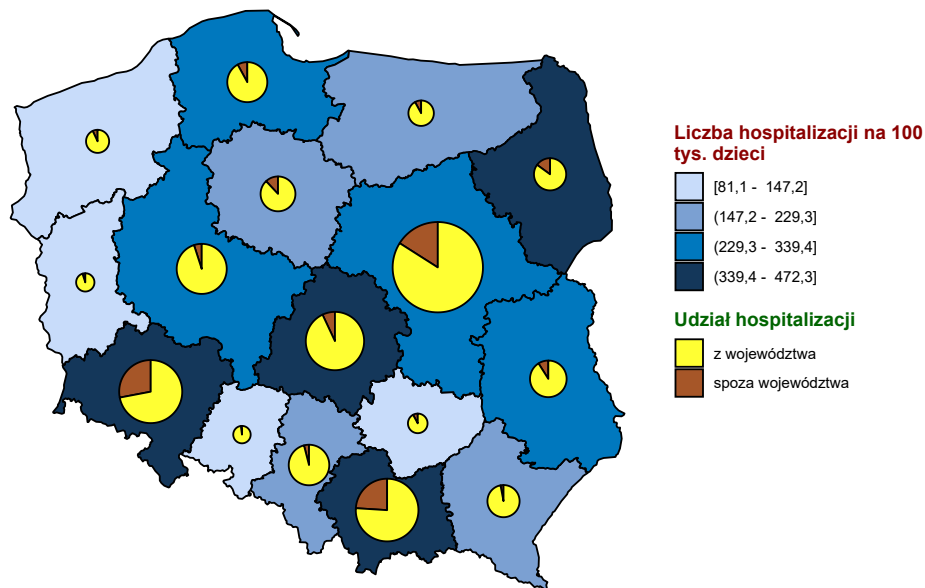 Liczba hospitalizacji na 100
tys. dzieci
[81,1 - 147,2]
(147,2 - 229,3]
(229,3 - 339,4]
(339,4 - 472,3]
Udział hospitalizacji
z województwa
spoza województwa